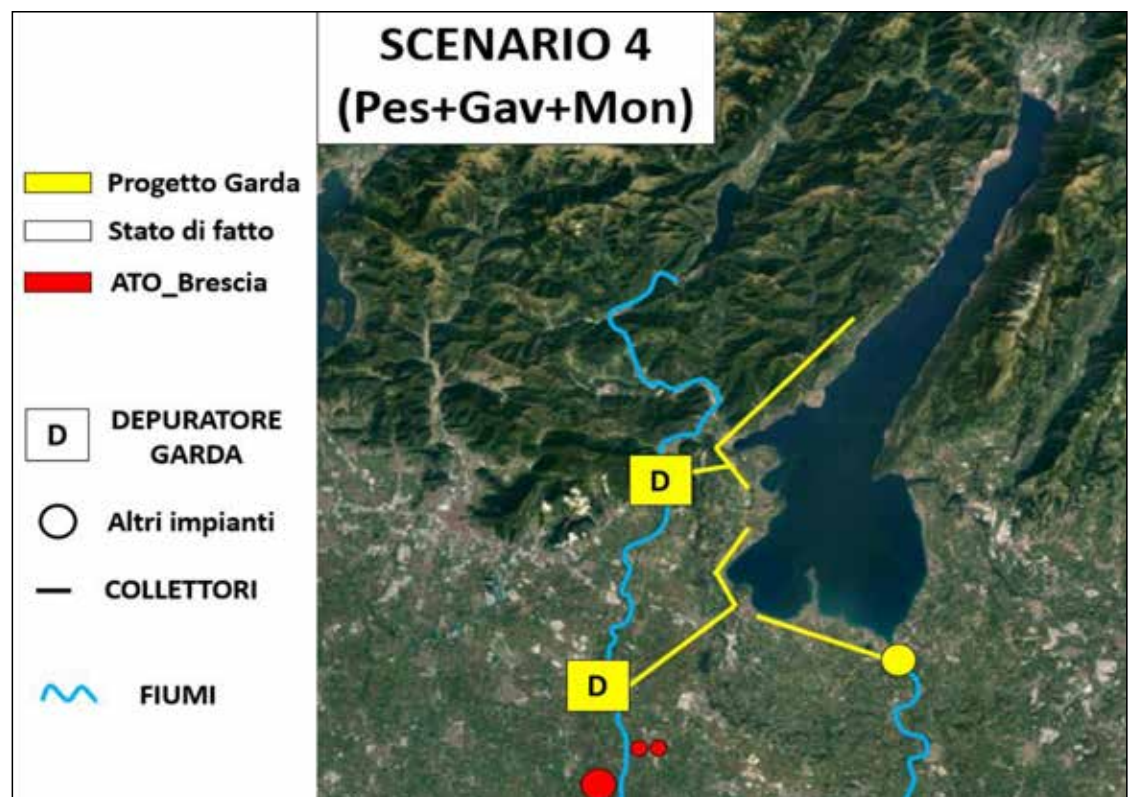 SCENARIO 4
(Pes+Gav+Mon)
Progetto Garda
Stato di fatto
ATO_Brescia
D
DEPURATORE
GARDA
Altri impianti
COLLETTORI
FIUMI
D
D